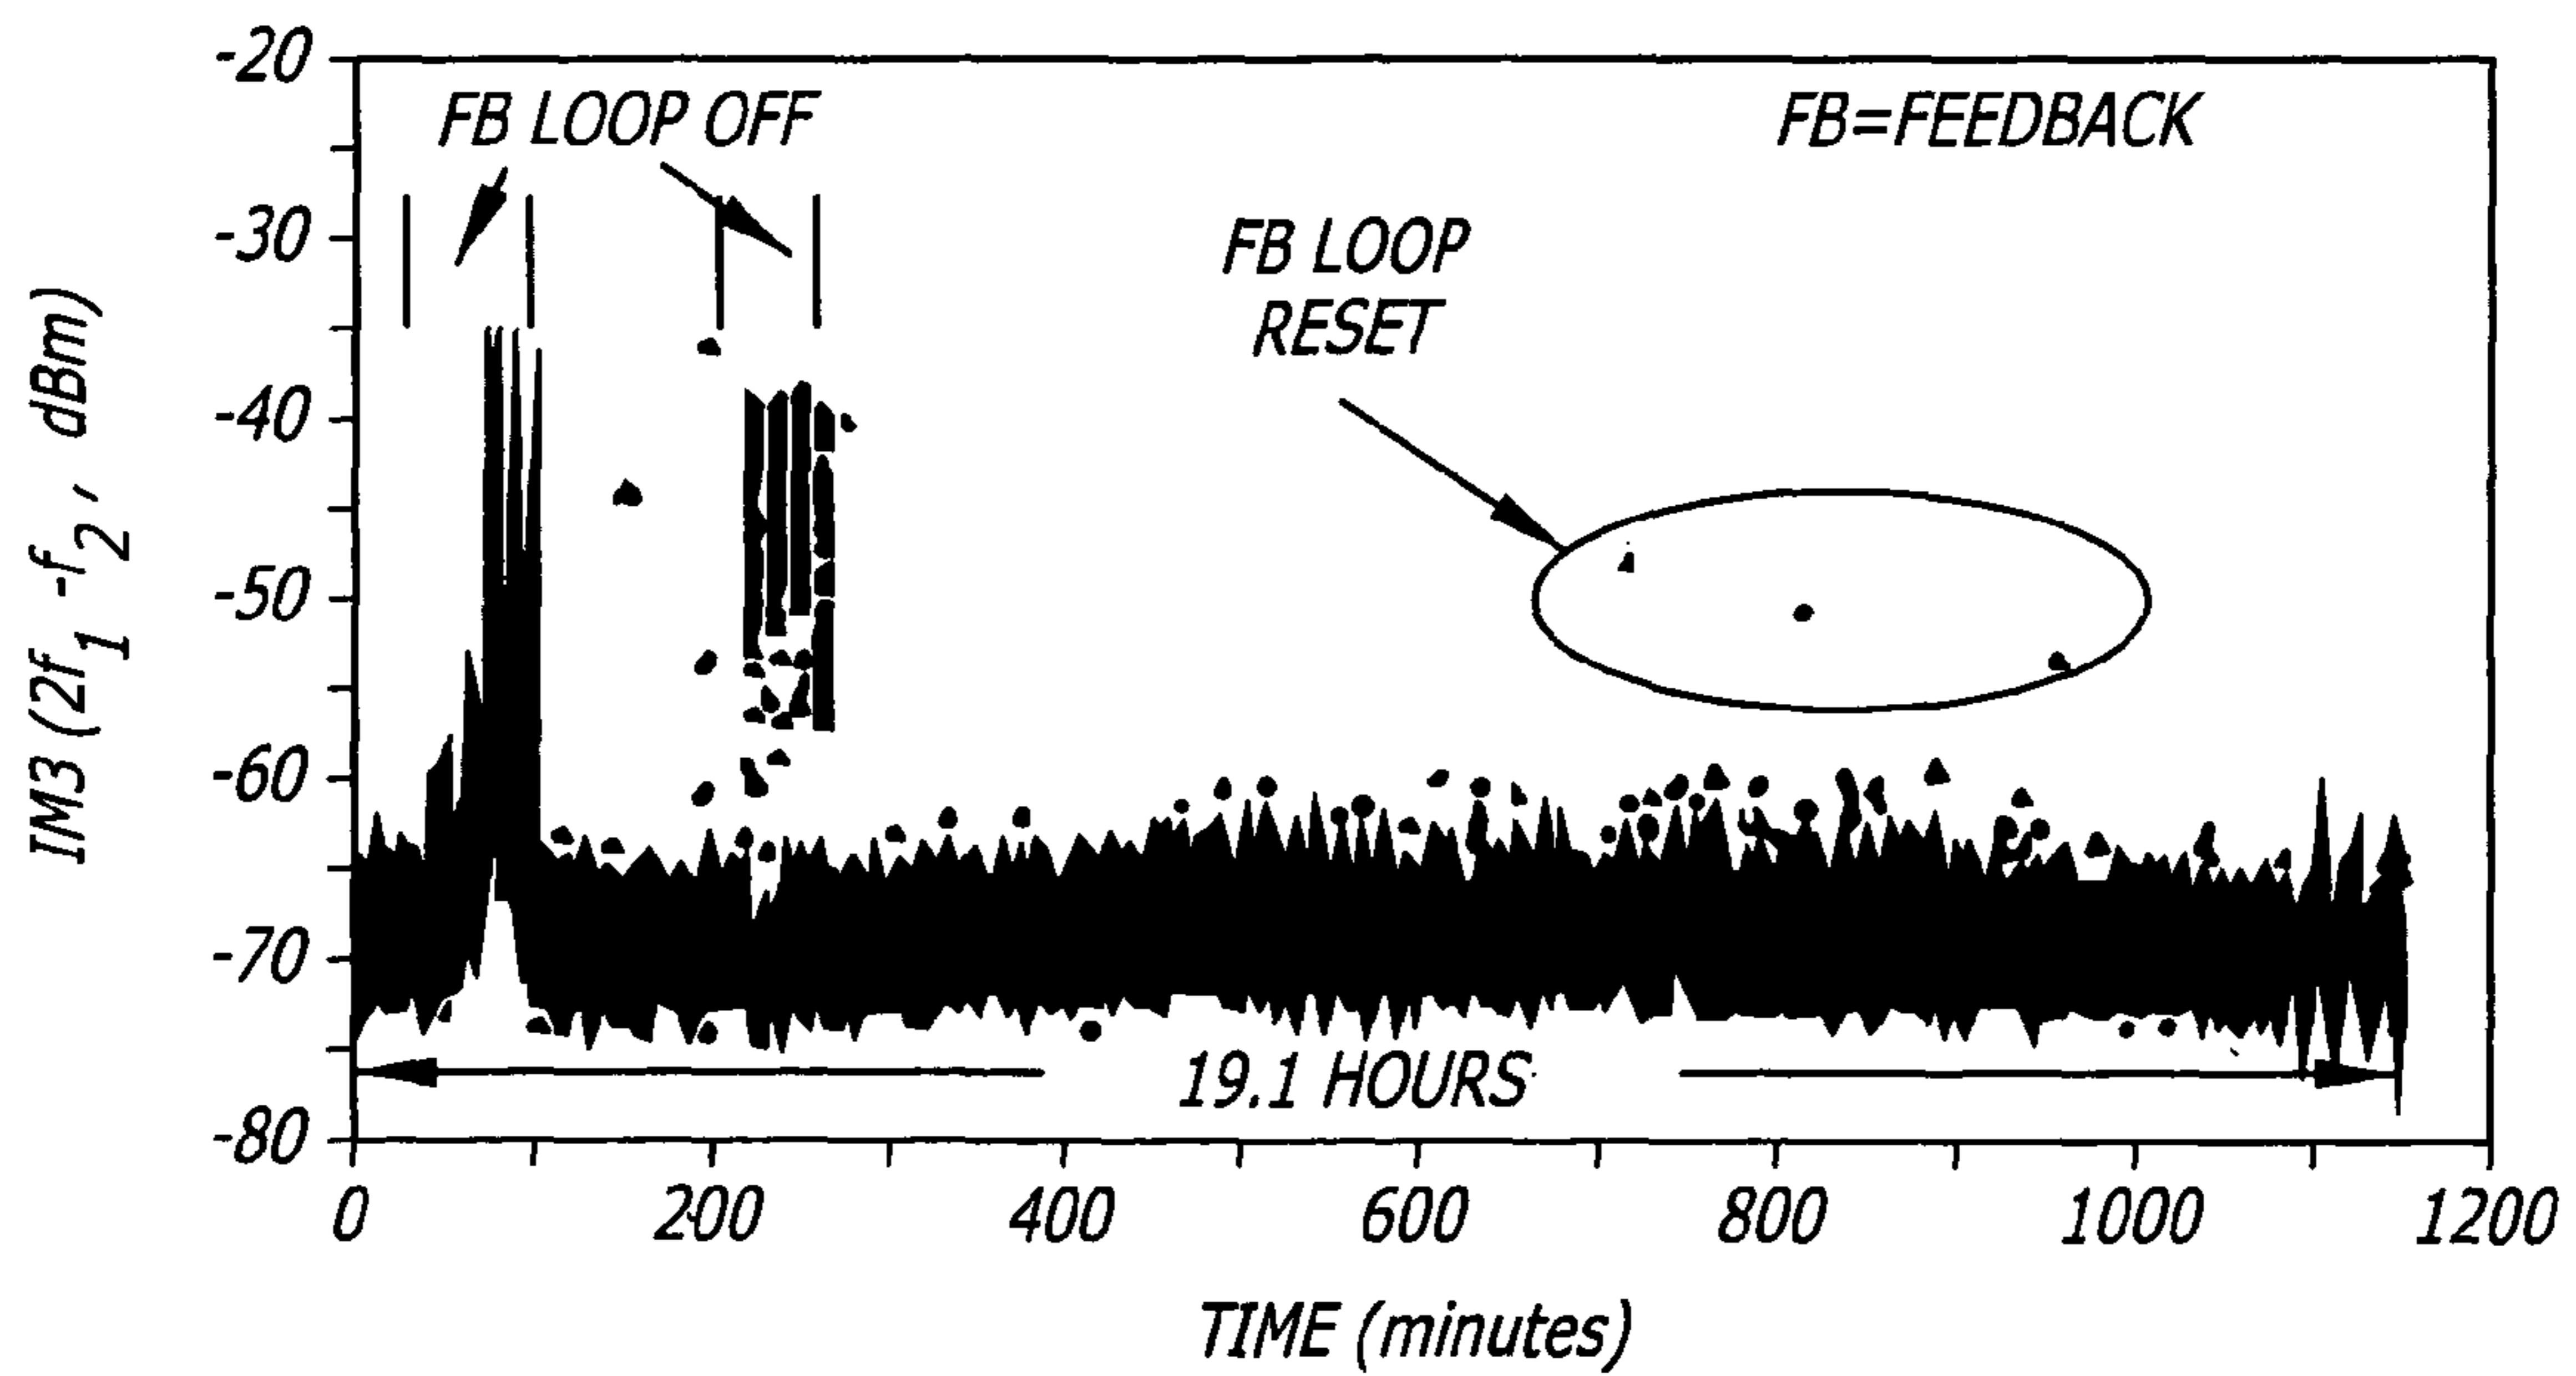 -20
FB LOOP OFF
FB=FEEDBACK
-30
FB LOOP
RESET
-40
-50
-60
-70
-80
IM3 (2f1 -f2, dBm)
19.1 HOURS
0 200 400 600 800 1000 1200
TIME (minutes)